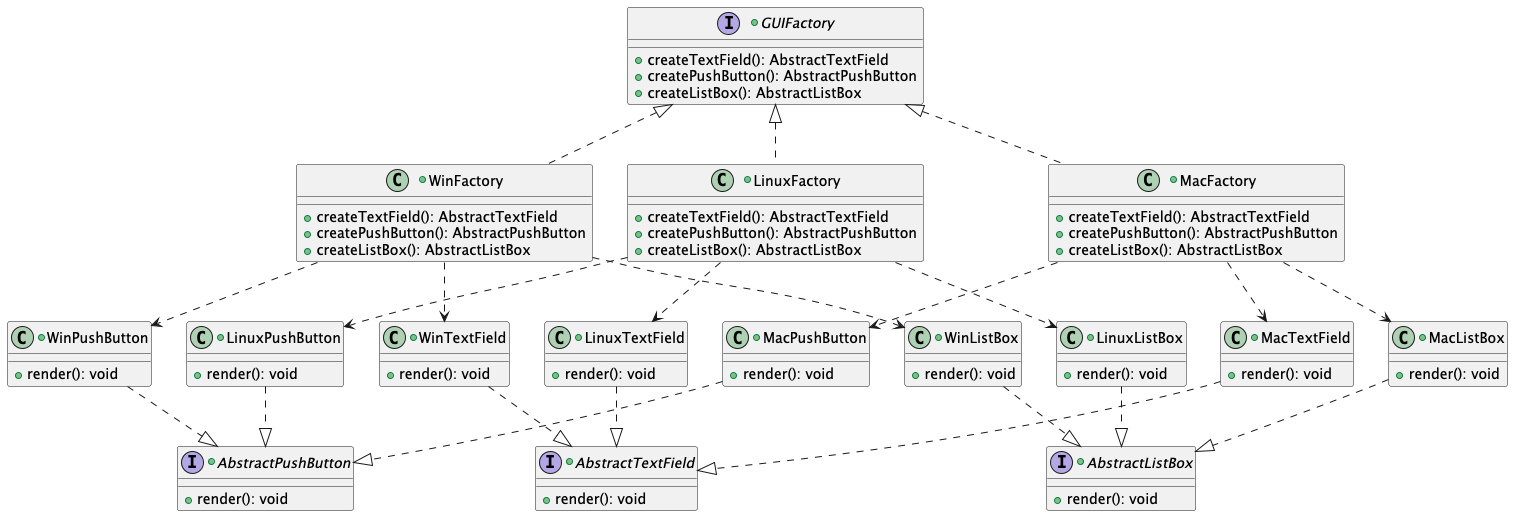 I GUIFactory
createTextField(): AbstractTextField
createPushButton(): AbstractPushButton
createListBox(): AbstractListBox
C WinFactory
createTextField(): AbstractTextField
createPushButton(): AbstractPushButton
createListBox(): AbstractListBox
C LinuxFactory
createTextField(): AbstractTextField
createPushButton(): AbstractPushButton
createListBox(): AbstractListBox
C MacFactory
createTextField(): AbstractTextField
createPushButton(): AbstractPushButton
createListBox(): AbstractListBox
C WinPushButton
render(): void
C LinuxPushButton
render(): void
C WinTextField
render(): void
C LinuxTextField
render(): void
C MacPushButton
render(): void
C WinListBox
render(): void
C LinuxListBox
render(): void
C MacTextField
render(): void
C MacListBox
render(): void
I AbstractPushButton
render(): void
I AbstractTextField
render(): void
I AbstractListBox
render(): void